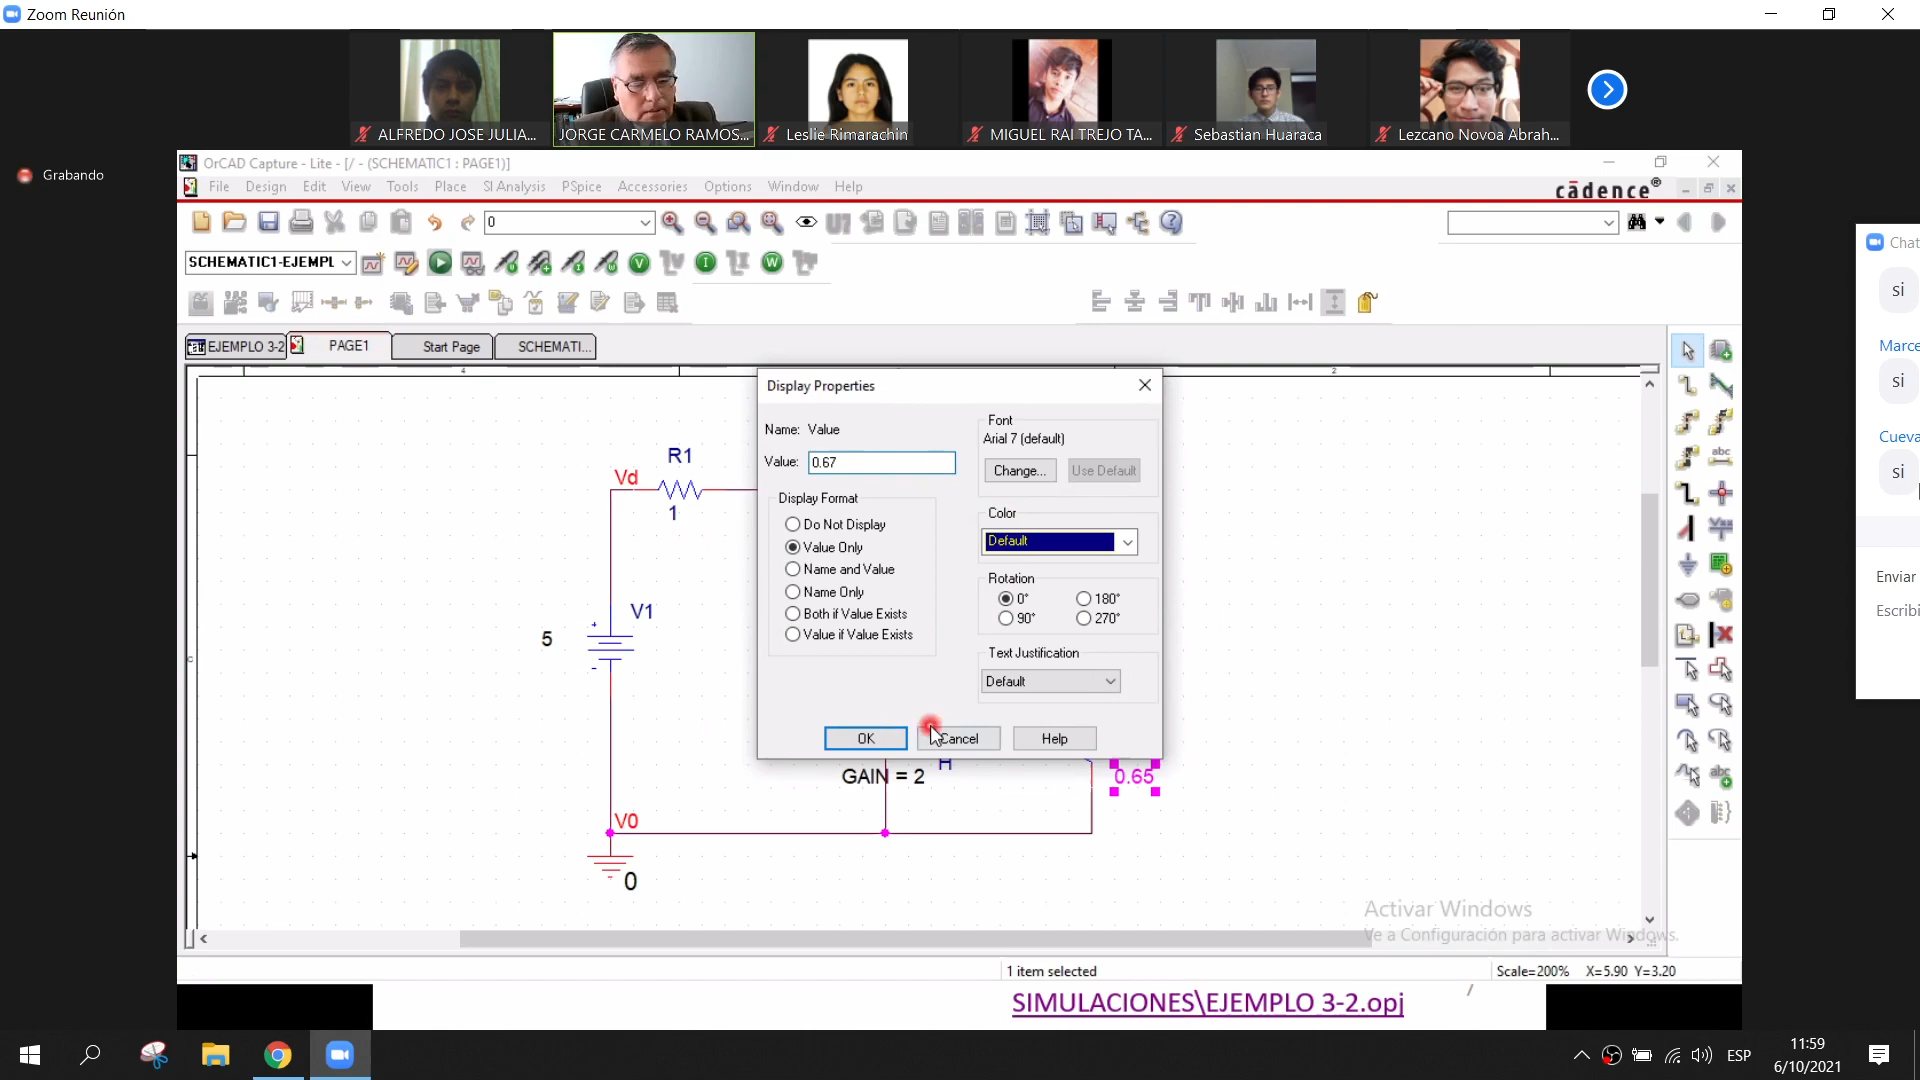 Zoom Reunión
ALFREDO JOSE JULIA...
JORGE CARMELO RAMOS...
Leslie Rimarachin
MIGUEL RAI TREJO TA...
Sebastian Huaraca
Lezcano Novoa Abrah...
Grabando
OrCAD Capture - Lite - [/ - (SCHEMATIC1 : PAGE1)]
File Design Edit View Tools Place SI Analysis PSpice Accessories Options Window Help
cādence®
0
SCHEMATIC1-EJEMPL
EJEMPLO 3-2
PAGE1
Start Page
SCHEMATI...
4
2
Display Properties
Name: Value
Value: 0.67
Display Format
Do Not Display
Value Only
Name and Value
Name Only
Both if Value Exists
Value if Value Exists
Font
Arial 7 (default)
Change...
Use Default
Color
Default
Rotation
0°
180°
90°
270°
Text Justification
Default
OK
Cancel
Help
R1
Vd
1
V1
5
+
-
GAIN = 2
H
0.65
V0
0
C
Activar Windows
Ve a Configuración para activar Windows.
1 item selected
Scale=200% X=5.90 Y=3.20
SIMULACIONES\EJEMPLO 3-2.opj
Chat
si
Marce
si
Cueva
si
Enviar
Escribi
ESP
11:59
6/10/2021